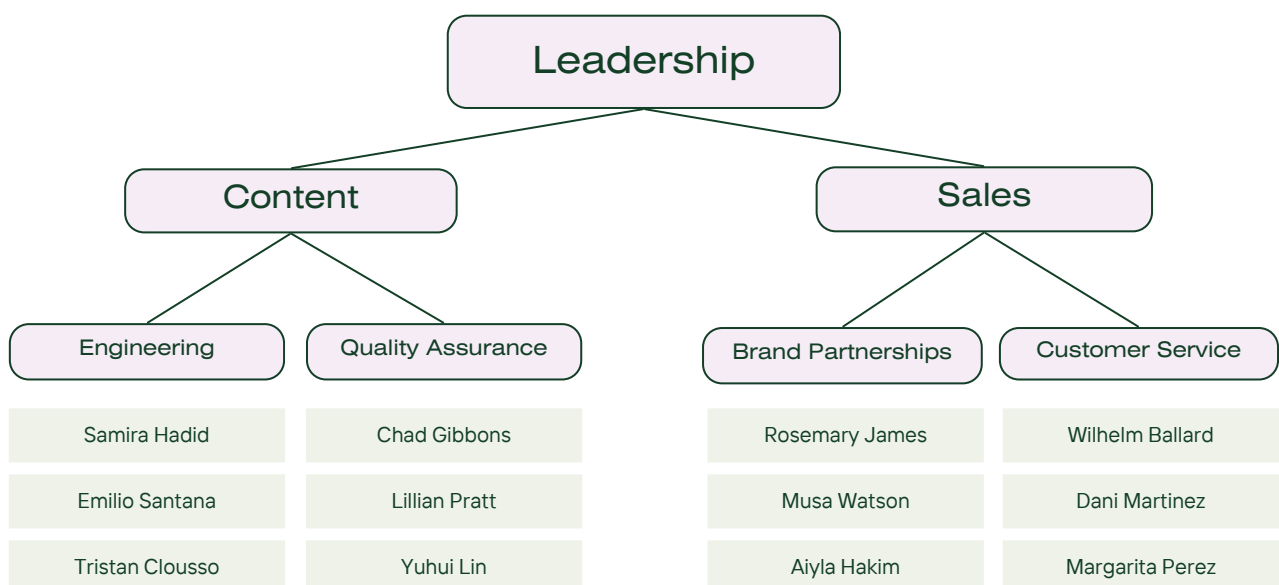 Leadership
Content
Sales
Engineering
Quality Assurance
Brand Partnerships
Customer Service
Samira Hadid
Chad Gibbons
Rosemary James
Wilhelm Ballard
Emilio Santana
Lillian Pratt
Musa Watson
Dani Martinez
Tristan Clousso
Yuhui Lin
Aiyla Hakim
Margarita Perez